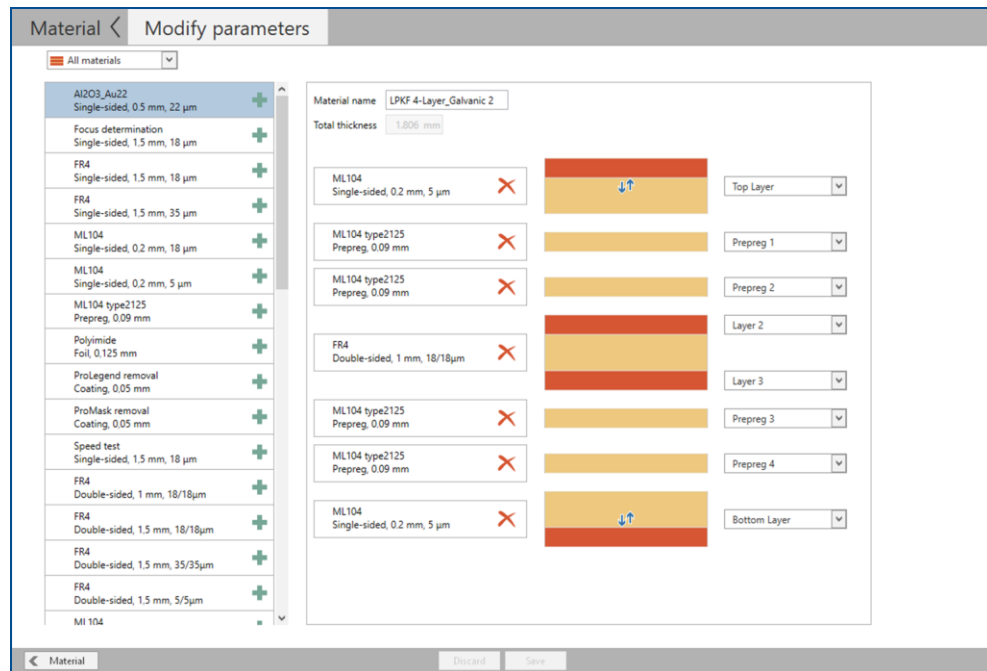 Material
Modify parameters
All materials
Al2O3_Au22
Single-sided, 0.5 mm, 22 µm
Focus determination
Single-sided, 1,5 mm, 18 µm
FR4
Single-sided, 1,5 mm, 18 µm
FR4
Single-sided, 1,5 mm, 35 µm
ML104
Single-sided, 0.2 mm, 18 µm
ML104
Single-sided, 0,2 mm, 5 µm
ML104 type2125
Prepreg, 0,09 mm
Polyimide
Foil, 0,125 mm
ProLegend removal
Coating, 0,05 mm
ProMask removal
Coating, 0,05 mm
Speed test
Single-sided, 1,5 mm, 18 µm
FR4
Double-sided, 1 mm, 18/18µm
FR4
Double-sided, 1,5 mm, 18/18µm
FR4
Double-sided, 1,5 mm, 35/35µm
FR4
Double-sided, 1,5 mm, 5/5µm
ML104
Material name
LPKF 4-Layer_Galvanic 2
Total thickness
1.806 mm
ML104
Single-sided, 0.2 mm, 5 µm
Top Layer
ML104 type2125
Prepreg, 0.09 mm
Prepreg 1
ML104 type2125
Prepreg, 0.09 mm
Prepreg 2
Layer 2
FR4
Double-sided, 1 mm, 18/18µm
Layer 3
ML104 type2125
Prepreg, 0.09 mm
Prepreg 3
ML104 type2125
Prepreg, 0.09 mm
Prepreg 4
ML104
Single-sided, 0.2 mm, 5 µm
Bottom Layer
Material
Discard
Save